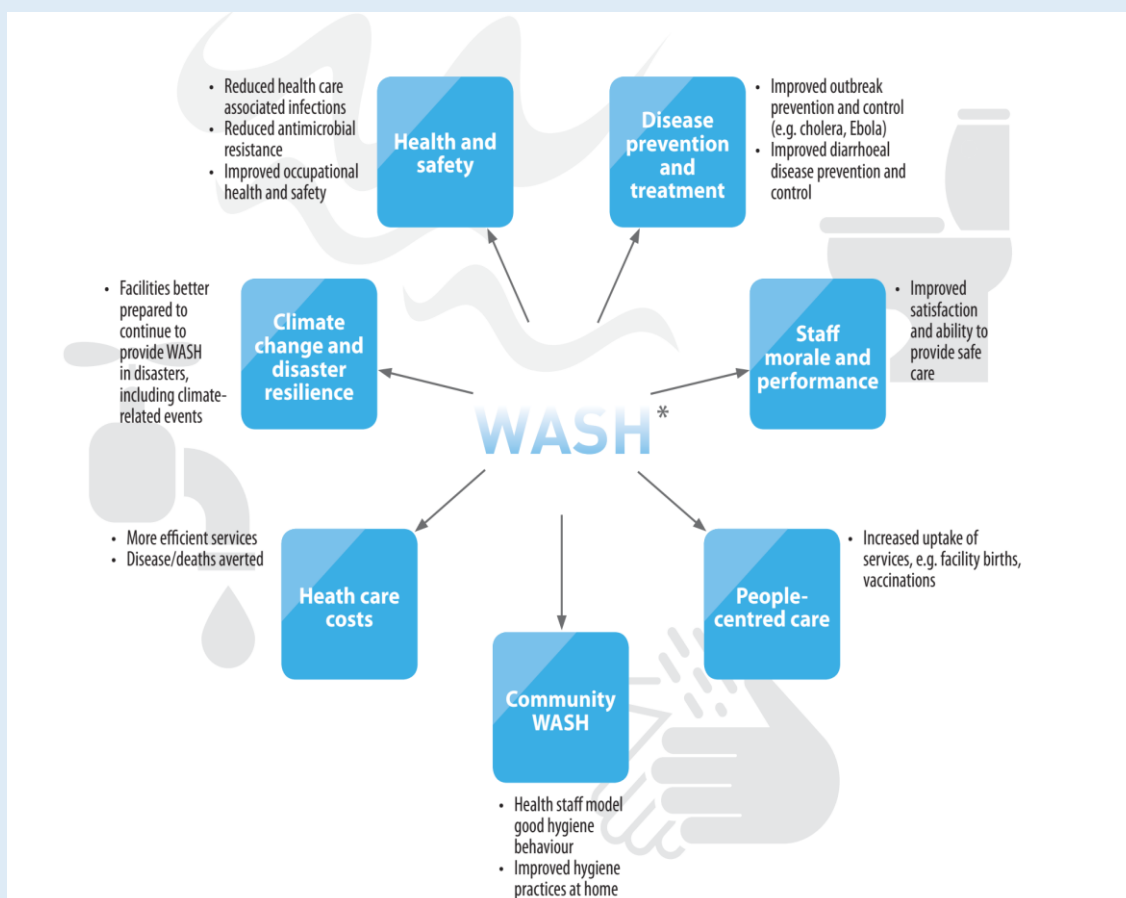 • Reduced health care
associated infections
• Reduced antimicrobial
resistance
• Improved occupational
health and safety
Health and
safety
Disease
prevention
and
treatment
• Improved outbreak
prevention and control
(e.g. cholera, Ebola)
• Improved diarrhoeal
disease prevention and
control
• Facilities better
prepared to
continue to
provide WASH
in disasters,
including climate-
related events
Climate
change and
disaster
resilience
Staff
morale and
performance
• Improved
satisfaction
and ability to
provide safe
care
WASH*
• More efficient services
• Disease/deaths averted
Heath care
costs
People-
centred care
• Increased uptake of
services, e.g. facility births,
vaccinations
Community
WASH
• Health staff model
good hygiene
behaviour
• Improved hygiene
practices at home